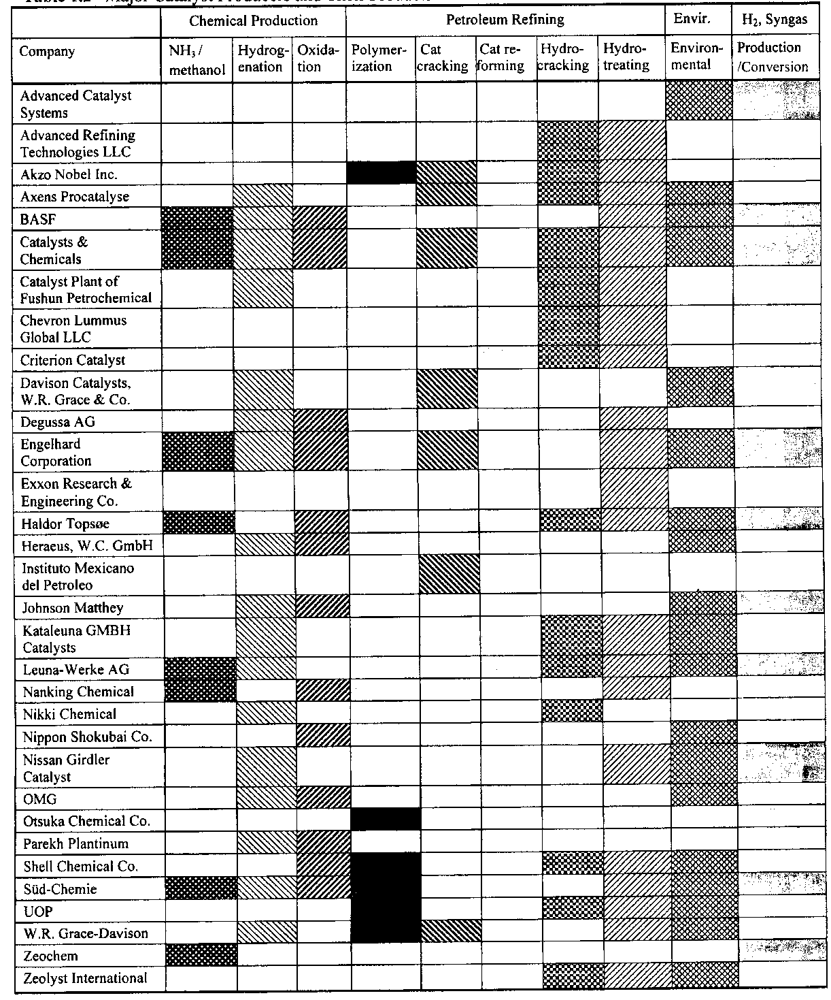 Chemical Production Petroleum Refining Envir. H₂, Syngas
Company NH₃ / Hydrog- Oxida- Polymer- Cat Cat re- Hydro- Hydro- Environ- Production
methanol enation tion ization cracking forming cracking treating mental /Conversion
Advanced Catalyst
Systems
Advanced Refining
Technologies LLC
Akzo Nobel Inc.
Axens Procatalyse
BASF
Catalysts &
Chemicals
Catalyst Plant of
Fushun Petrochemical
Chevron Lummus
Global LLC
Criterion Catalyst
Davison Catalysts,
W.R. Grace & Co.
Degussa AG
Engelhard
Corporation
Exxon Research &
Engineering Co.
Haldor Topsøe
Heraeus, W.C. GmbH
Instituto Mexicano
del Petroleo
Johnson Matthey
Kataleuna GMBH
Catalysts
Leuna-Werke AG
Nanking Chemical
Nikki Chemical
Nippon Shokubai Co.
Nissan Girdler
Catalyst
OMG
Otsuka Chemical Co.
Parekh Plantinum
Shell Chemical Co.
Süd-Chemie
UOP
W.R. Grace-Davison
Zeochem
Zeolyst International